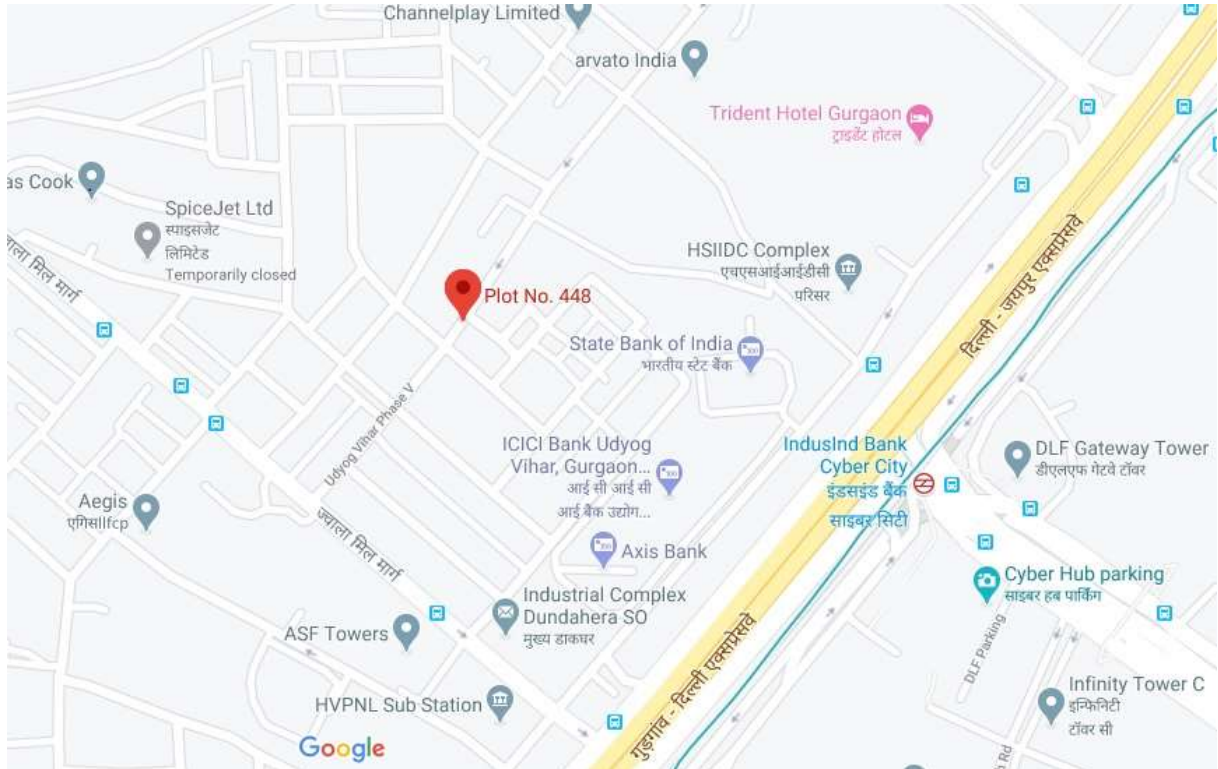 Channelplay Limited
arvato India
Trident Hotel Gurgaon
ट्राइडेंट होटल
as Cook
SpiceJet Ltd
स्पाइसजेट
लिमिटेड
Temporarily closed
ज्वाला मिल मार्ग
HSIIDC Complex
एचएसआईआईडीसी
परिसर
Plot No. 448
दिल्ली - जयपुर एक्सप्रेसवे
State Bank of India
भारतीय स्टेट बैंक
Udyog Vihar Phase V
ICICI Bank Udyog
Vihar, Gurgaon...
आई सी आई सी
आई बैंक उद्योग...
IndusInd Bank
Cyber City
इंडसइंड बैंक
साइबर सिटी
DLF Gateway Tower
डीएलएफ गेटवे टॉवर
Aegis
एगिसllfcp
ज्वाला मिल मार्ग
Axis Bank
Cyber Hub parking
साइबर हब पार्किंग
Industrial Complex
Dundahera SO
मुख्य डाकघर
ASF Towers
गुड़गांव - दिल्ली एक्सप्रेसवे
DLF Parking
HVPNL Sub Station
Infinity Tower C
इन्फिनिटी
टॉवर सी
Rd
Google